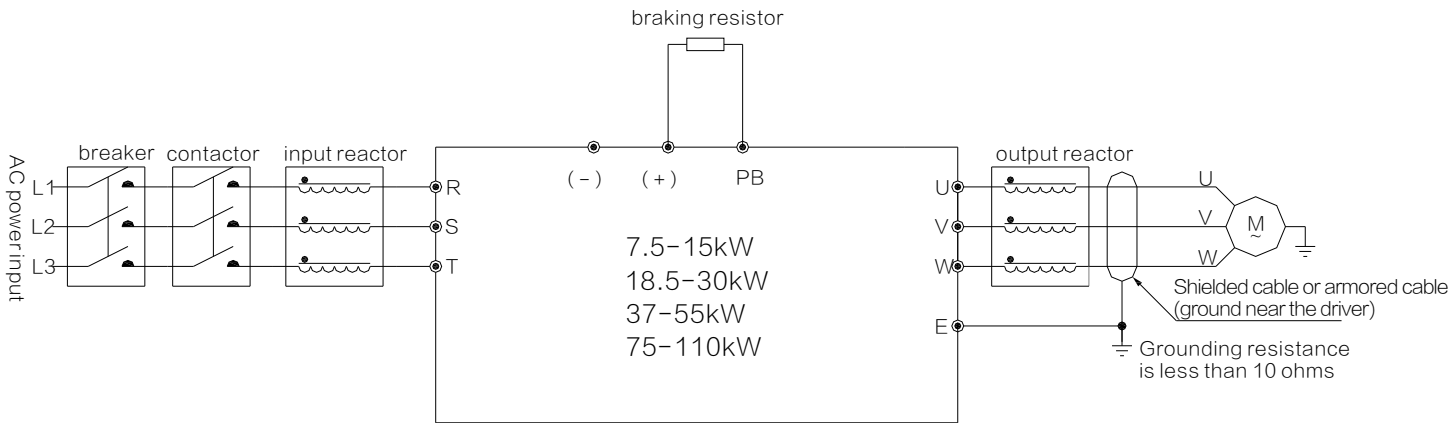 braking resistor
breaker
contactor
input reactor
output reactor
AC power input
L1
L2
L3
R
S
T
(-)
(+)
PB
7.5-15kW
18.5-30kW
37-55kW
75-110kW
U
V
W
E
U
V
W
M
~
Shielded cable or armored cable
(ground near the driver)
Grounding resistance
is less than 10 ohms